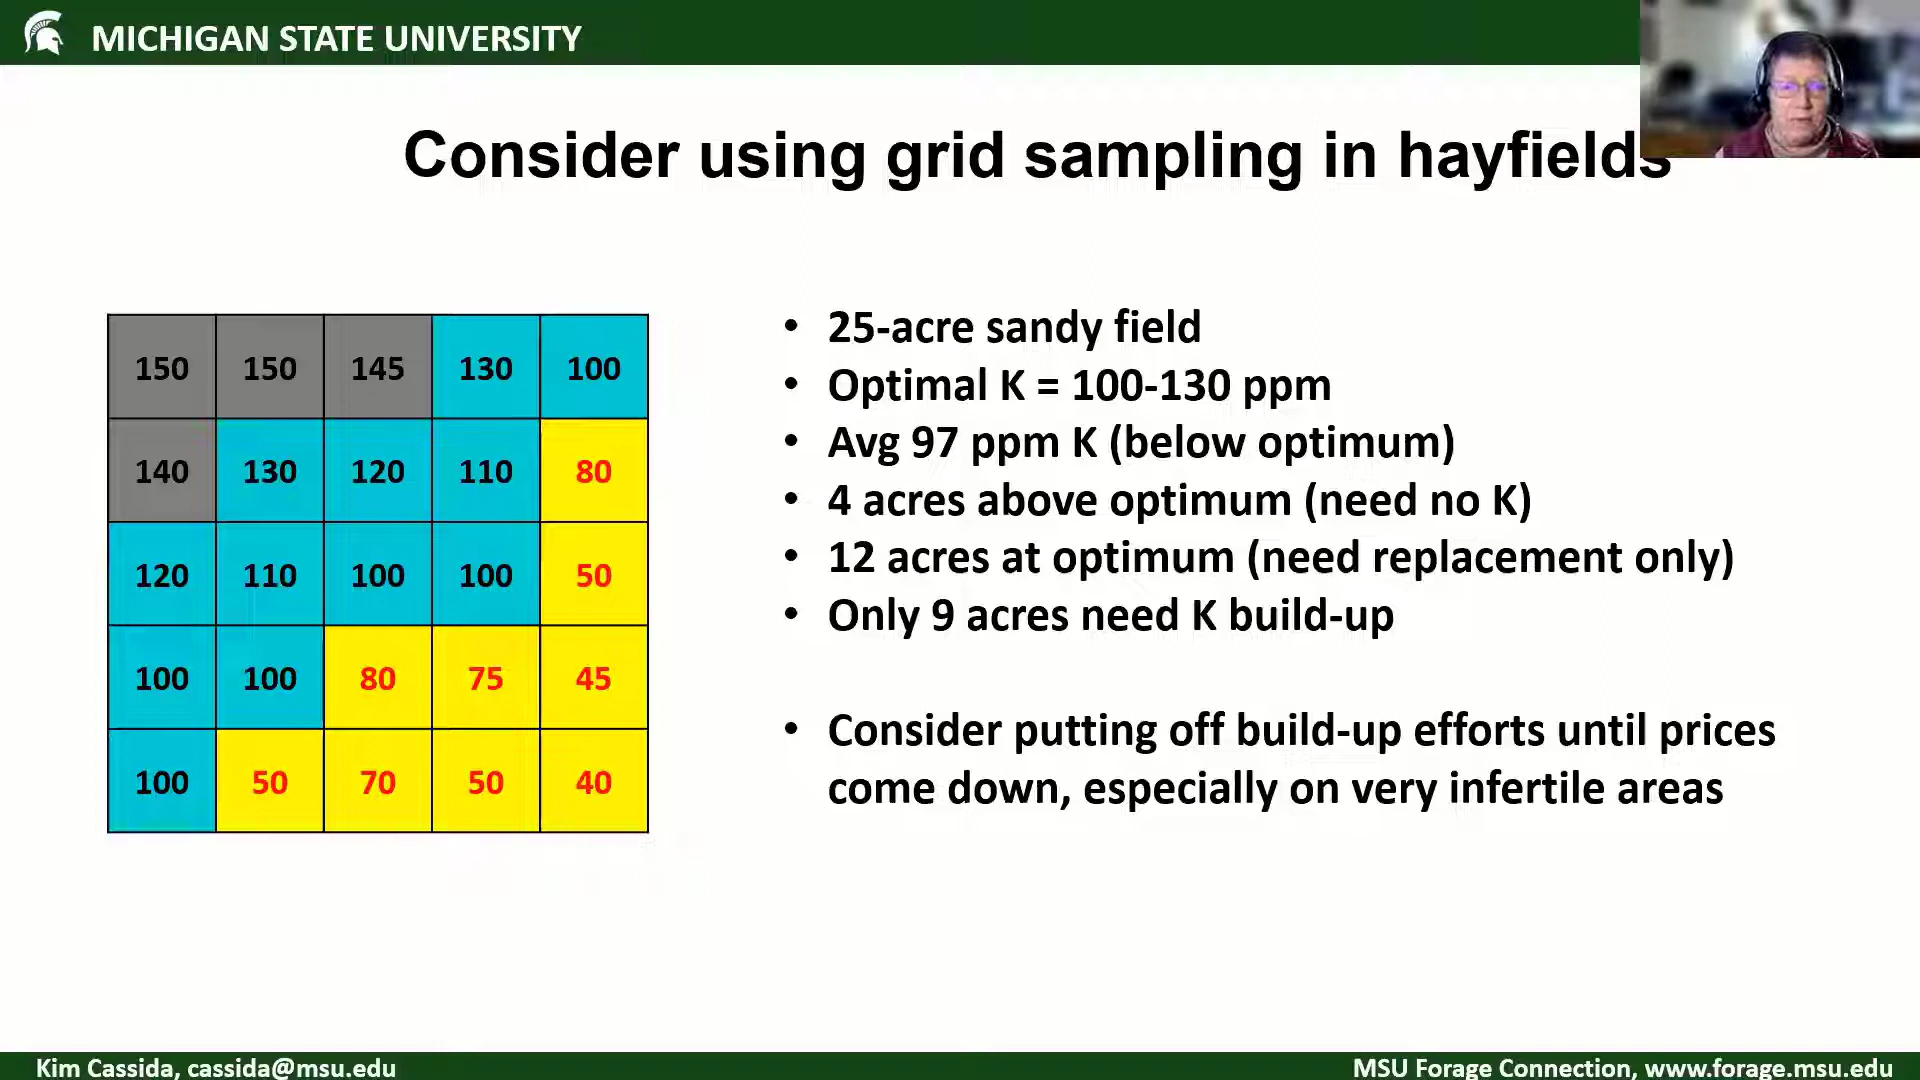 MICHIGAN STATE UNIVERSITY
Consider using grid sampling in hayfields
150 150 145 130 100
140 130 120 110 80
120 110 100 100 50
100 100 80 75 45
100 50 70 50 40
• 25-acre sandy field
• Optimal K = 100-130 ppm
• Avg 97 ppm K (below optimum)
• 4 acres above optimum (need no K)
• 12 acres at optimum (need replacement only)
• Only 9 acres need K build-up
• Consider putting off build-up efforts until prices
come down, especially on very infertile areas
Kim Cassida, cassida@msu.edu
MSU Forage Connection, www.forage.msu.edu